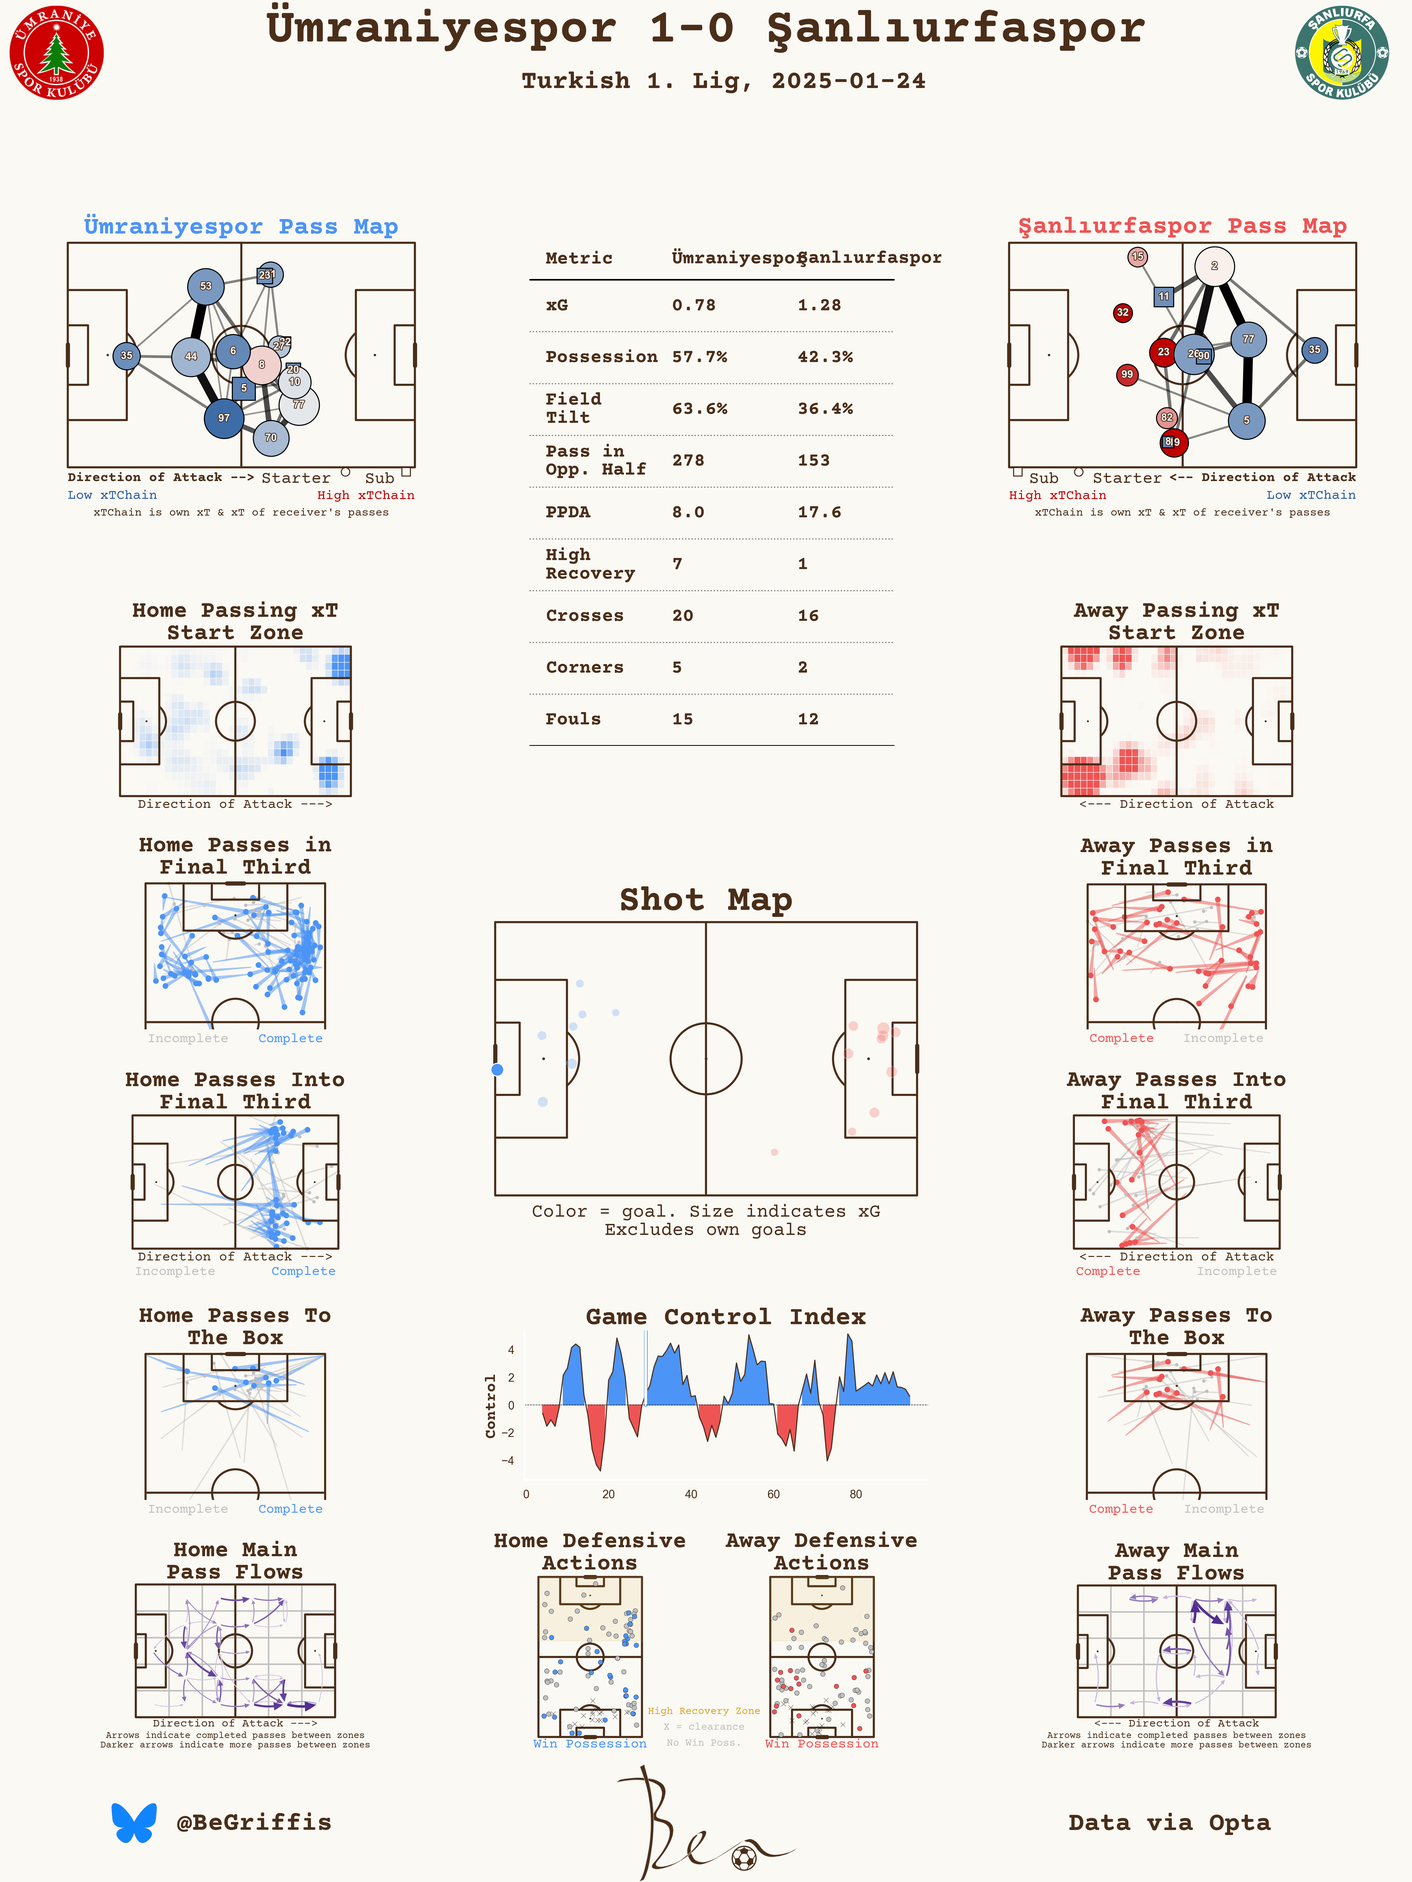 Ümraniyespor 1-0 Şanlıurfaspor
Turkish 1. Lig, 2025-01-24
ÜMRANİYE
1938
SPOR KULÜBÜ
ŞANLIURFA
SPOR KULÜBÜ
Ümraniyespor Pass Map
53
35
44
6
8
5
97
10
77
70
20
27
Direction of Attack --> Starter Sub
Low xTChain High xTChain
xTChain is own xT & xT of receiver's passes
Metric Ümraniyespor Şanlıurfaspor
xG 0.78 1.28
Possession 57.7% 42.3%
Field
Tilt 63.6% 36.4%
Pass in
Opp. Half 278 153
PPDA 8.0 17.6
High
Recovery 7 1
Crosses 20 16
Corners 5 2
Fouls 15 12
Şanlıurfaspor Pass Map
15
2
11
32
23
90
77
35
99
82
5
8
Sub Starter <-- Direction of Attack
High xTChain Low xTChain
xTChain is own xT & xT of receiver's passes
Home Passing xT
Start Zone
Direction of Attack --->
Away Passing xT
Start Zone
<--- Direction of Attack
Home Passes in
Final Third
Incomplete Complete
Away Passes in
Final Third
Complete Incomplete
Shot Map
Color = goal. Size indicates xG
Excludes own goals
Home Passes Into
Final Third
Direction of Attack --->
Incomplete Complete
Away Passes Into
Final Third
<--- Direction of Attack
Complete Incomplete
Home Passes To
The Box
Incomplete Complete
Game Control Index
Control
4
2
0
−2
−4
0 20 40 60 80
Away Passes To
The Box
Complete Incomplete
Home Main
Pass Flows
Direction of Attack --->
Arrows indicate completed passes between zones
Darker arrows indicate more passes between zones
Home Defensive
Actions
Win Possession
High Recovery Zone
X = clearance
No Win Poss.
Away Defensive
Actions
Win Possession
Away Main
Pass Flows
<--- Direction of Attack
Arrows indicate completed passes between zones
Darker arrows indicate more passes between zones
@BeGriffis
Ben
Data via Opta